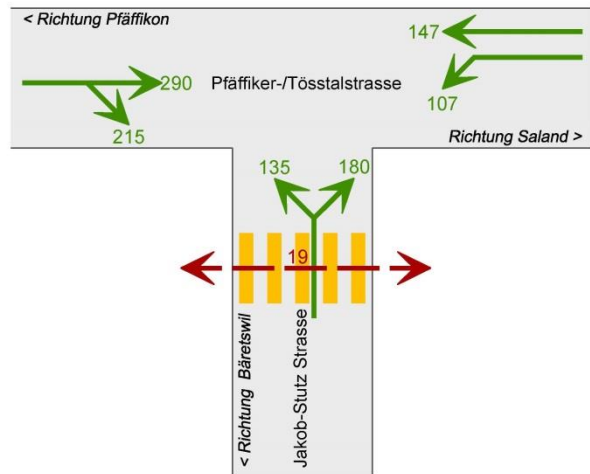 < Richtung Pfäffikon
147
290
Pfäffiker-/Tösstalstrasse
107
215
Richtung Saland >
135
180
19
< Richtung Bäretswil
Jakob-Stutz Strasse